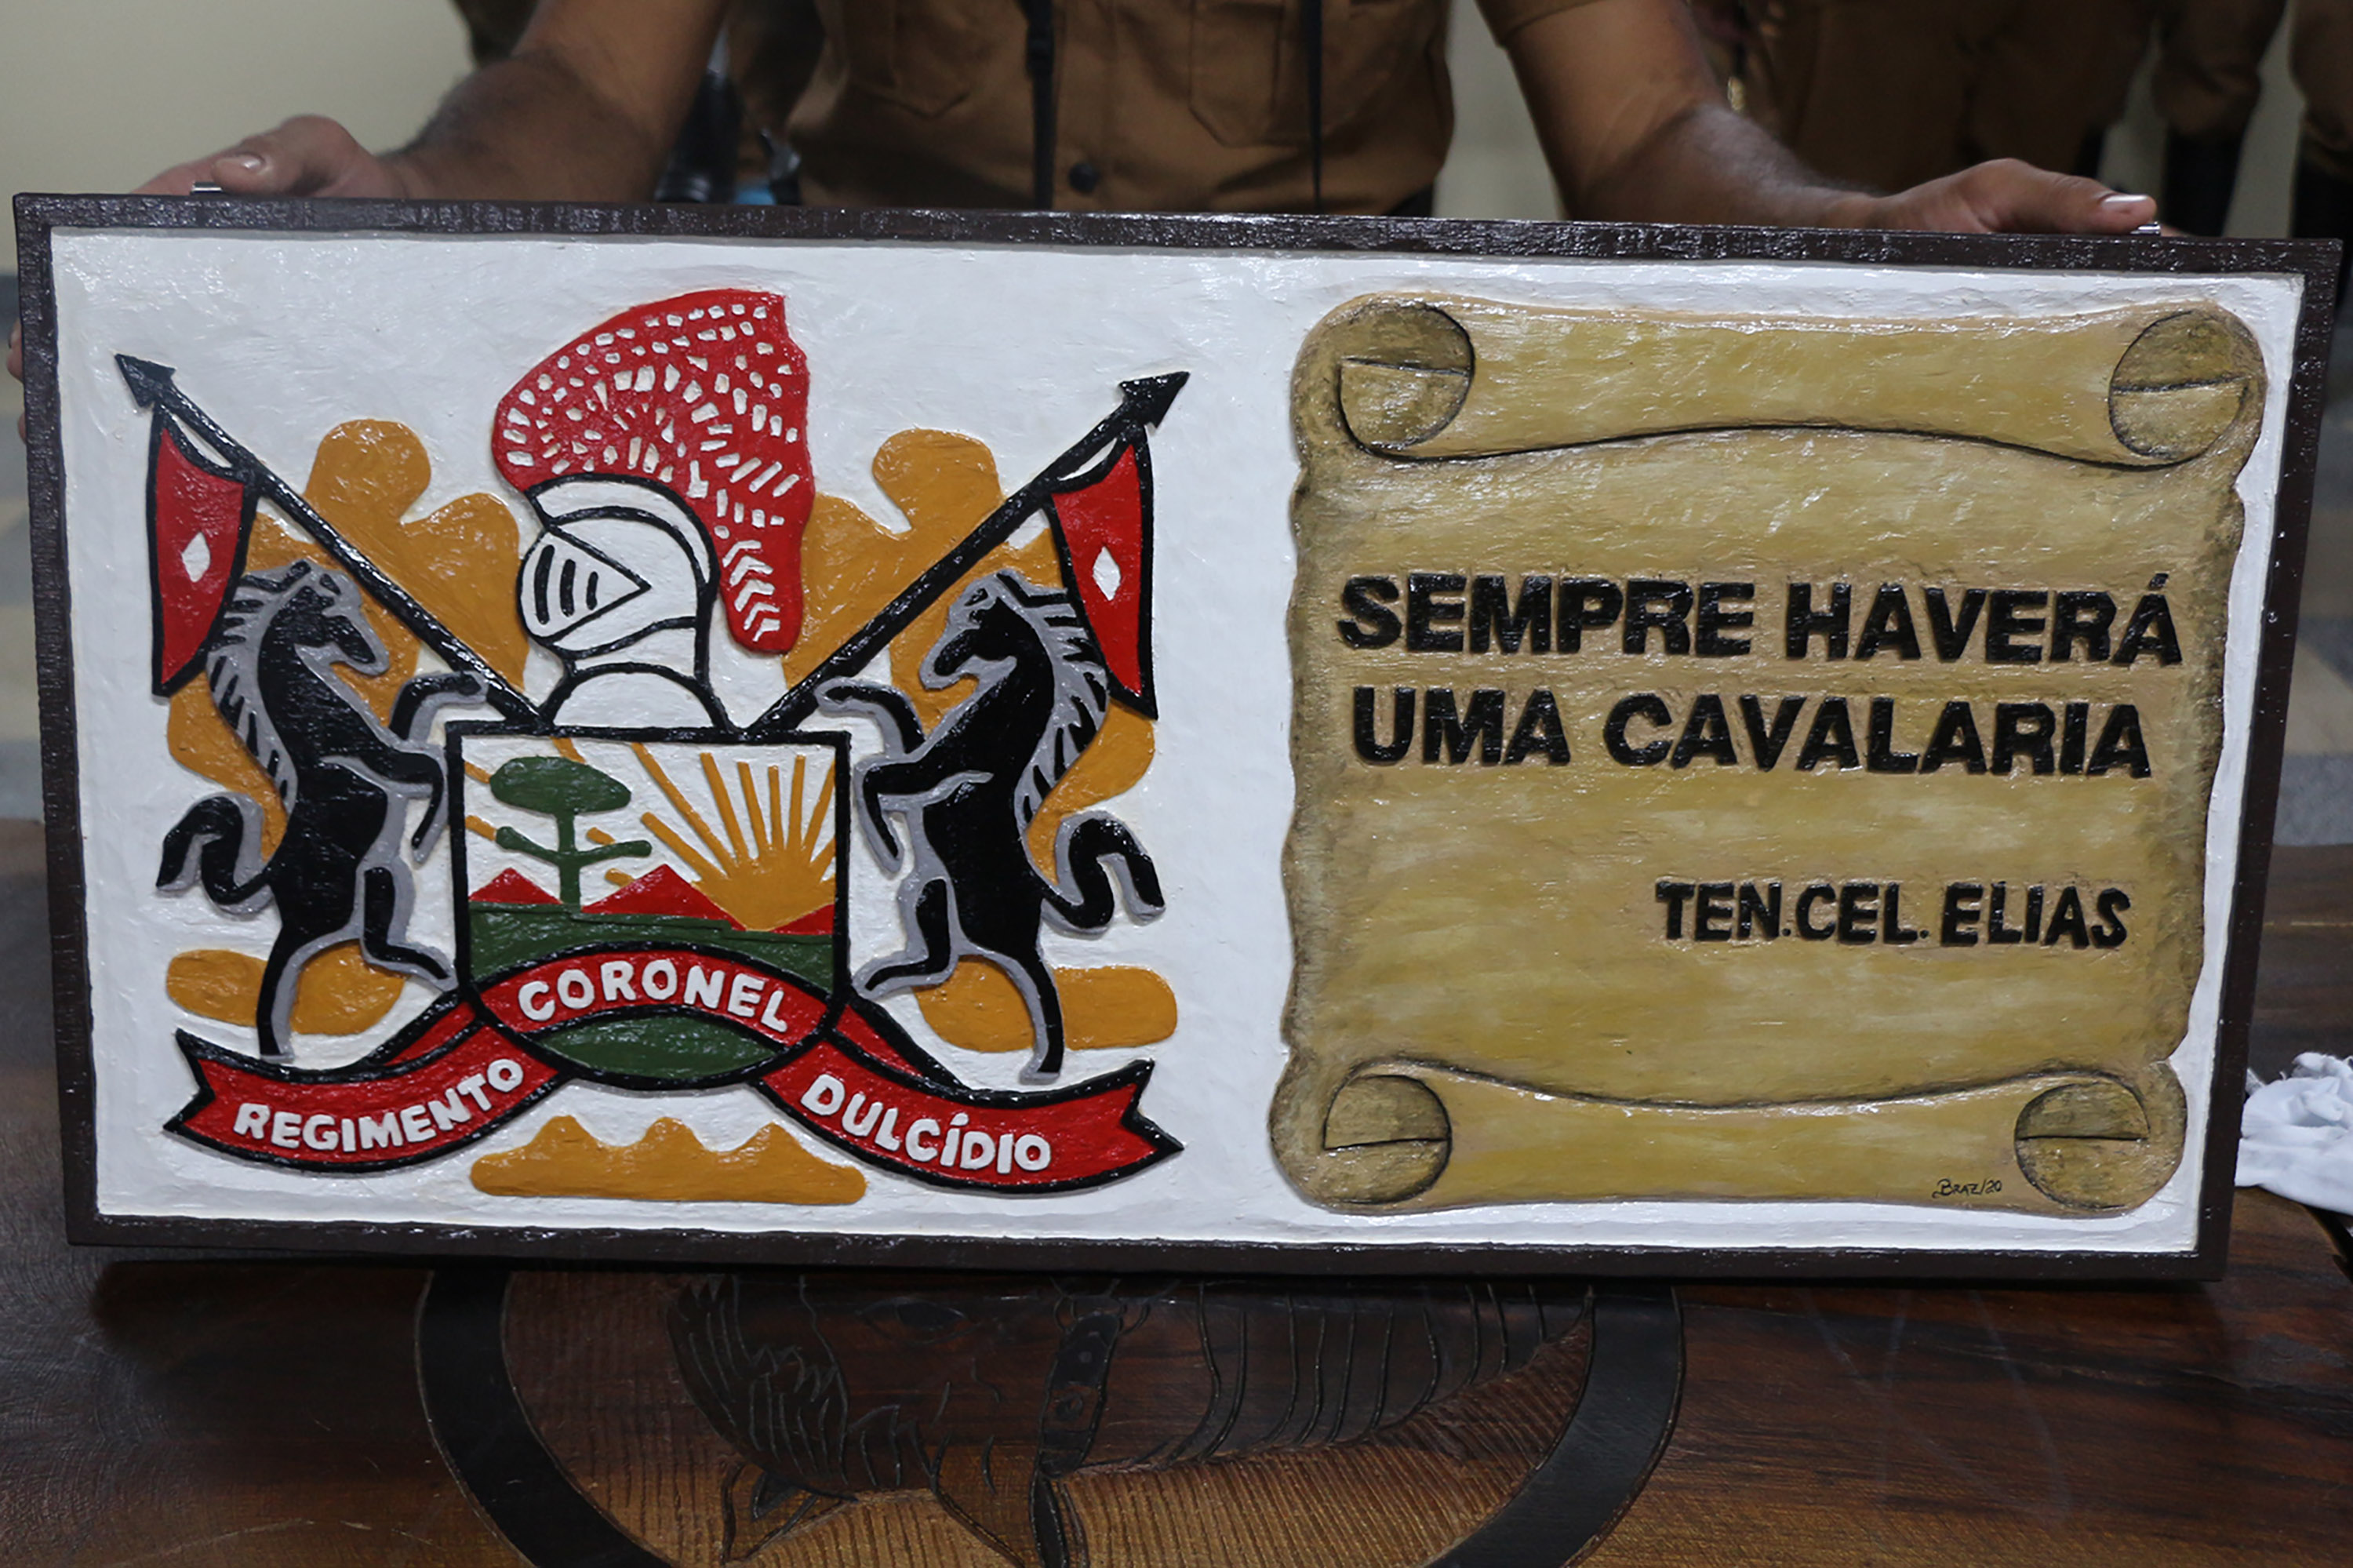 REGIMENTO
CORONEL
DULCÍDIO
SEMPRE HAVERÁ
UMA CAVALARIA
TEN.CEL. ELIAS
BRAZ/20